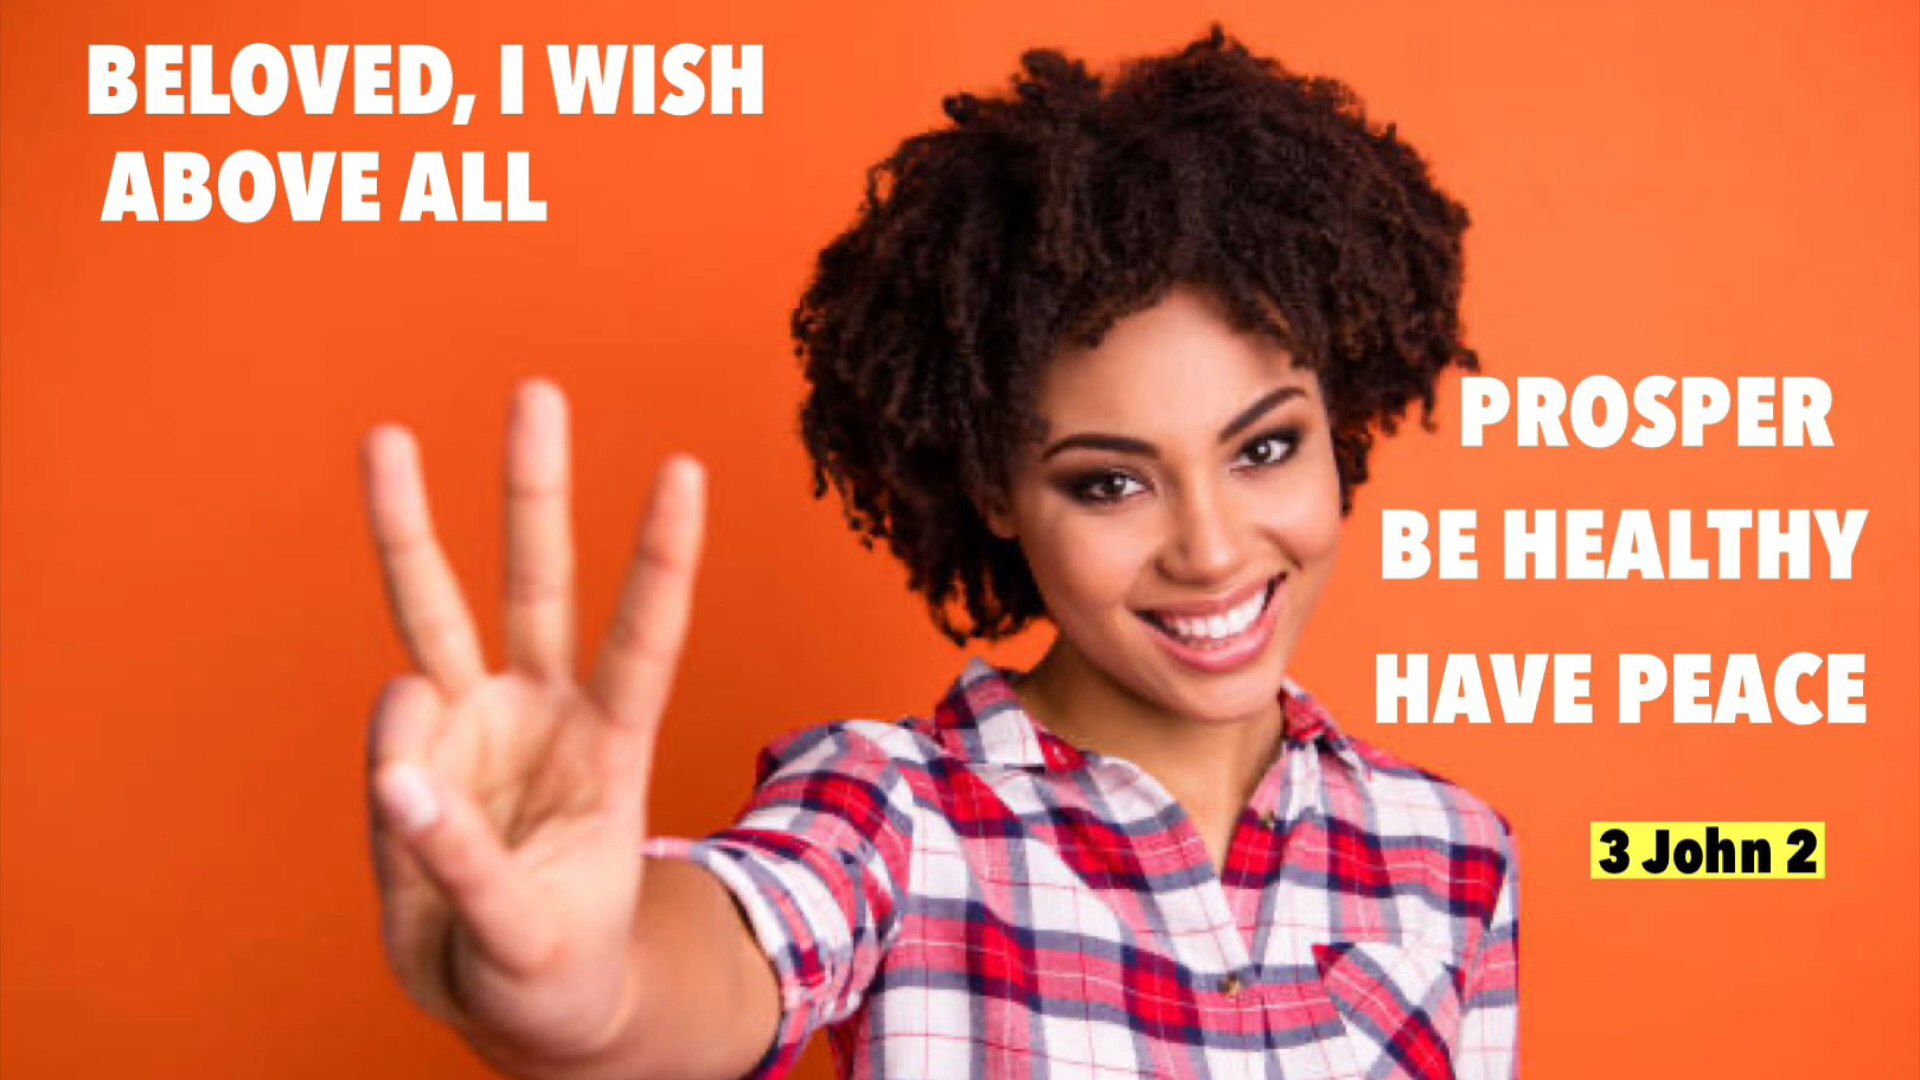 BELOVED, I WISH
ABOVE ALL
PROSPER
BE HEALTHY
HAVE PEACE
3 John 2